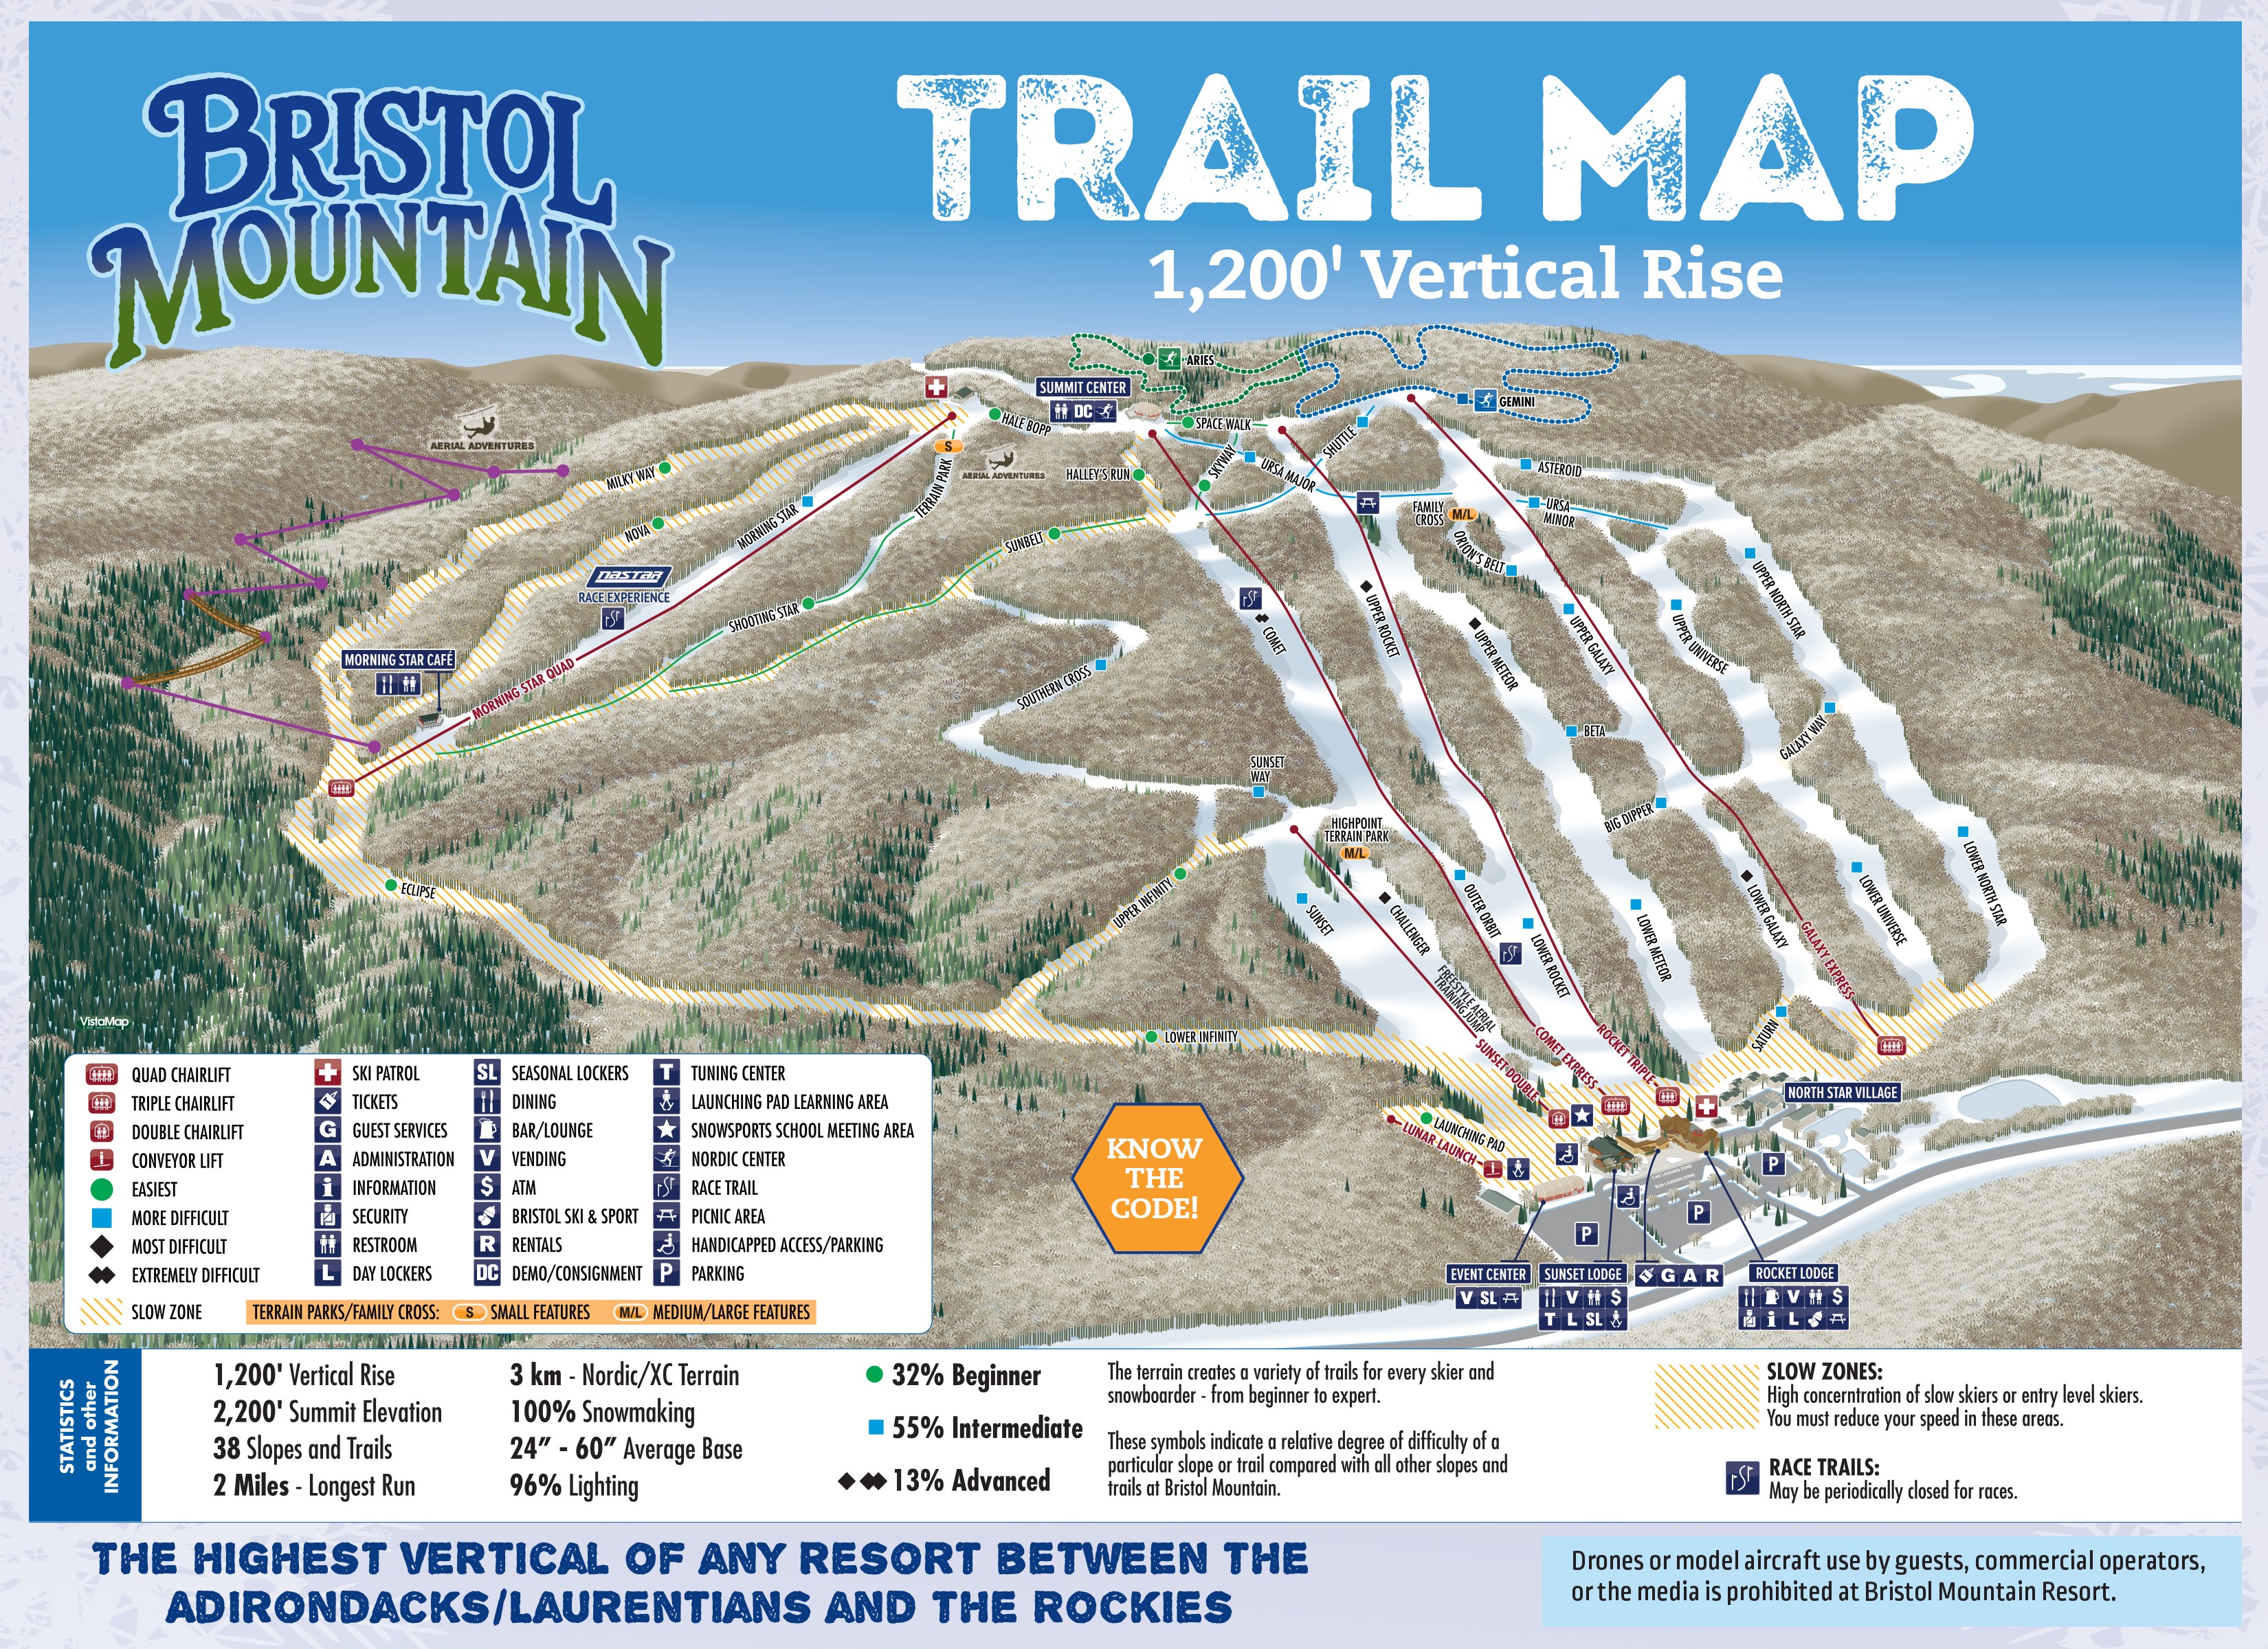 BRISTOL
MOUNTAIN
TRAIL MAP
1,200' Vertical Rise
ARIES
SUMMIT CENTER
DC
GEMINI
HALE BOPP
SPACE WALK
AERIAL ADVENTURES
S
TERRAIN PARK
AERIAL ADVENTURES
HALLEY'S RUN
SKYWAY
URSA MAJOR
SHUTTLE
ASTEROID
MILKY WAY
NOVA
MORNING STAR
FAMILY
CROSS
M/L
URSA
MINOR
SUNBELT
ORION'S BELT
NASTAR
RACE EXPERIENCE
SHOOTING STAR
COMET
UPPER ROCKET
UPPER METEOR
UPPER GALAXY
UPPER UNIVERSE
UPPER NORTH STAR
MORNING STAR CAFÉ
MORNING STAR QUAD
SOUTHERN CROSS
BETA
GALAXY WAY
SUNSET
WAY
BIG DIPPER
HIGHPOINT
TERRAIN PARK
M/L
ECLIPSE
UPPER INFINITY
SUNSET
CHALLENGER
OUTER ORBIT
LOWER ROCKET
LOWER METEOR
LOWER GALAXY
LOWER UNIVERSE
LOWER NORTH STAR
GALAXY EXPRESS
FREESTYLE AERIAL
TRAINING JUMP
VistaMap
LOWER INFINITY
SUNSET DOUBLE
COMET EXPRESS
ROCKET TRIPLE
SATURN
NORTH STAR VILLAGE
LAUNCHING PAD
LUNAR LAUNCH
P
P
P
KNOW
THE
CODE!
EVENT CENTER
V SL
SUNSET LODGE
V $
T L SL
G A R
ROCKET LODGE
V $
i L
QUAD CHAIRLIFT
TRIPLE CHAIRLIFT
DOUBLE CHAIRLIFT
CONVEYOR LIFT
EASIEST
MORE DIFFICULT
MOST DIFFICULT
EXTREMELY DIFFICULT
SLOW ZONE
SKI PATROL
TICKETS
G GUEST SERVICES
A ADMINISTRATION
i INFORMATION
SECURITY
RESTROOM
L DAY LOCKERS
SL SEASONAL LOCKERS
DINING
BAR/LOUNGE
V VENDING
$ ATM
BRISTOL SKI & SPORT
R RENTALS
DC DEMO/CONSIGNMENT
T TUNING CENTER
LAUNCHING PAD LEARNING AREA
SNOWSPORTS SCHOOL MEETING AREA
NORDIC CENTER
RACE TRAIL
PICNIC AREA
HANDICAPPED ACCESS/PARKING
P PARKING
TERRAIN PARKS/FAMILY CROSS: S SMALL FEATURES M/L MEDIUM/LARGE FEATURES
STATISTICS
and other
INFORMATION
1,200' Vertical Rise
2,200' Summit Elevation
38 Slopes and Trails
2 Miles - Longest Run
3 km - Nordic/XC Terrain
100% Snowmaking
24" - 60" Average Base
96% Lighting
32% Beginner
55% Intermediate
13% Advanced
The terrain creates a variety of trails for every skier and
snowboarder - from beginner to expert.
These symbols indicate a relative degree of difficulty of a
particular slope or trail compared with all other slopes and
trails at Bristol Mountain.
SLOW ZONES:
High concerntration of slow skiers or entry level skiers.
You must reduce your speed in these areas.
RACE TRAILS:
May be periodically closed for races.
THE HIGHEST VERTICAL OF ANY RESORT BETWEEN THE
ADIRONDACKS/LAURENTIANS AND THE ROCKIES
Drones or model aircraft use by guests, commercial operators,
or the media is prohibited at Bristol Mountain Resort.